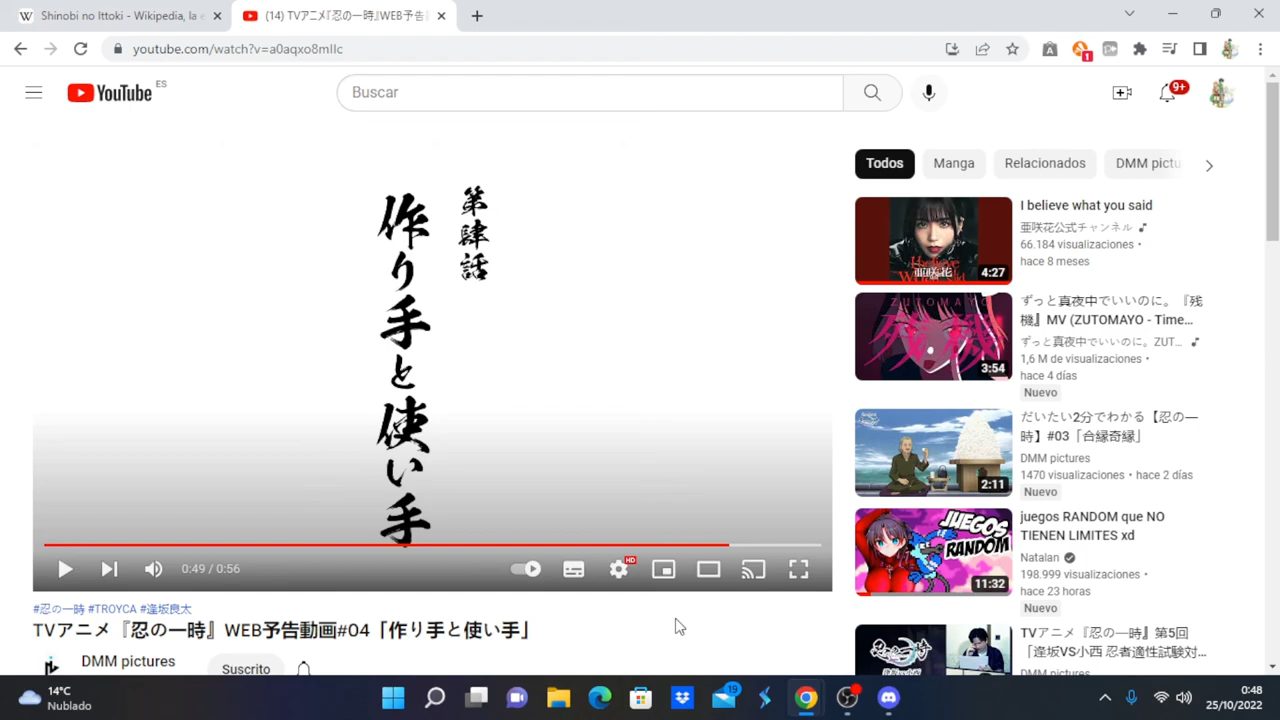 Shinobi no Ittoki - Wikipedia, la e
(14) TVアニメ『忍の一時』WEB予告
youtube.com/watch?v=a0aqxo8mIlc
1
YouTube ES
Buscar
9+
第肆話
作り手と使い手
0:49 / 0:56
HD
#忍の一時 #TROYCA #逢坂良太
TVアニメ『忍の一時』WEB予告動画#04「作り手と使い手」
DMM pictures
Suscrito
Todos
Manga
Relacionados
DMM pictu
I believe what you said
亜咲花公式チャンネル
66.184 visualizaciones •
hace 8 meses
亜咲花
4:27
ずっと真夜中でいいのに。『残
機』MV (ZUTOMAYO - Time...
ずっと真夜中でいいのに。ZUT...
1,6 M de visualizaciones •
hace 4 días
Nuevo
ZUTOMAYO
残機
3:54
だいたい2分でわかる【忍の一
時】#03「合縁奇縁」
DMM pictures
1470 visualizaciones • hace 2 días
Nuevo
2:11
juegos RANDOM que NO
TIENEN LIMITES xd
Natalan
198.999 visualizaciones •
hace 23 horas
Nuevo
JUEGOS
RANDOM
11:32
TVアニメ『忍の一時』第5回
「逢坂VS小西 忍者適性試験対...
DMM pictures
14°C
Nublado
19
0:48
25/10/2022